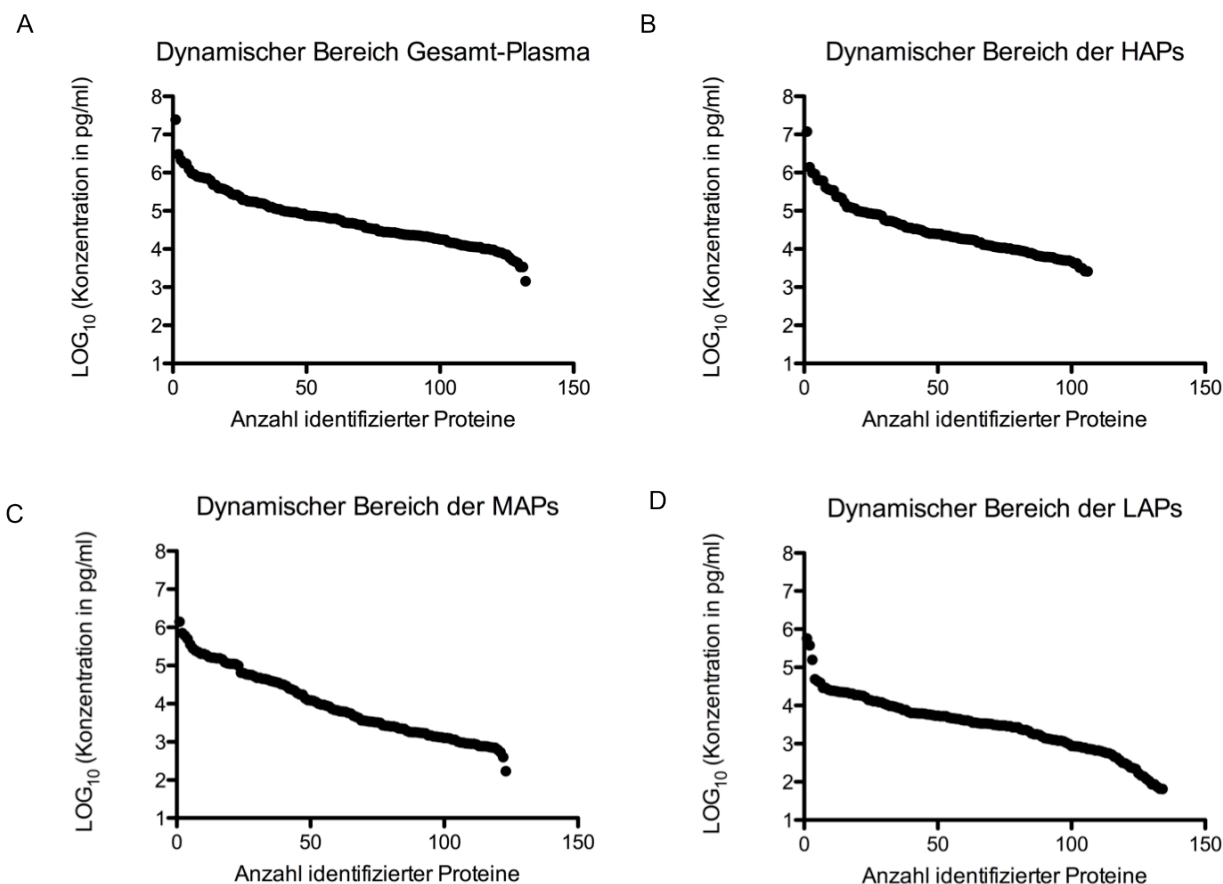 A
Dynamischer Bereich Gesamt-Plasma
LOG₁₀ (Konzentration in pg/ml)
8
7
6
5
4
3
2
1
0 50 100 150
Anzahl identifizierter Proteine
B
Dynamischer Bereich der HAPs
LOG₁₀ (Konzentration in pg/ml)
8
7
6
5
4
3
2
1
0 50 100 150
Anzahl identifizierter Proteine
C
Dynamischer Bereich der MAPs
LOG₁₀ (Konzentration in pg/ml)
8
7
6
5
4
3
2
1
0 50 100 150
Anzahl identifizierter Proteine
D
Dynamischer Bereich der LAPs
LOG₁₀ (Konzentration in pg/ml)
8
7
6
5
4
3
2
1
0 50 100 150
Anzahl identifizierter Proteine